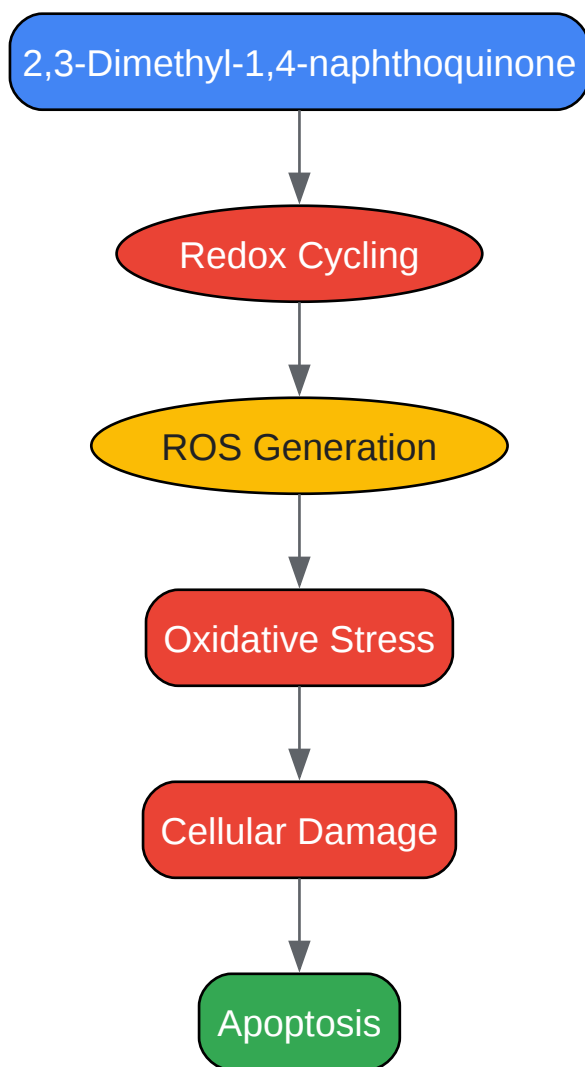 2,3-Dimethyl-1,4-naphthoquinone
Redox Cycling
ROS Generation
Oxidative Stress
Cellular Damage
Apoptosis